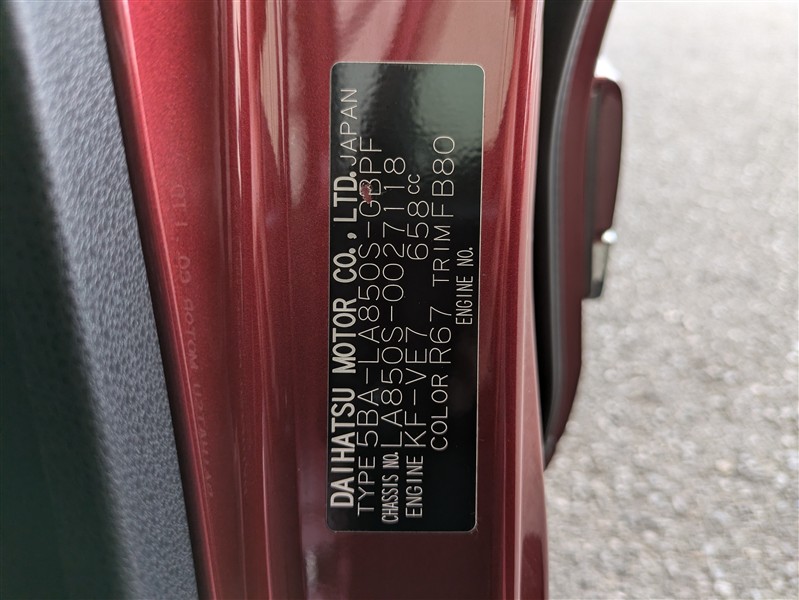 DAIHATSU MOTOR CO., LTD. JAPAN
TYPE 5BA-LA850S-GBPF
CHASSIS NO. LA850S-0027118
ENGINE KF-VE7 658cc
COLOR R67 TRIM FB80
ENGINE NO.